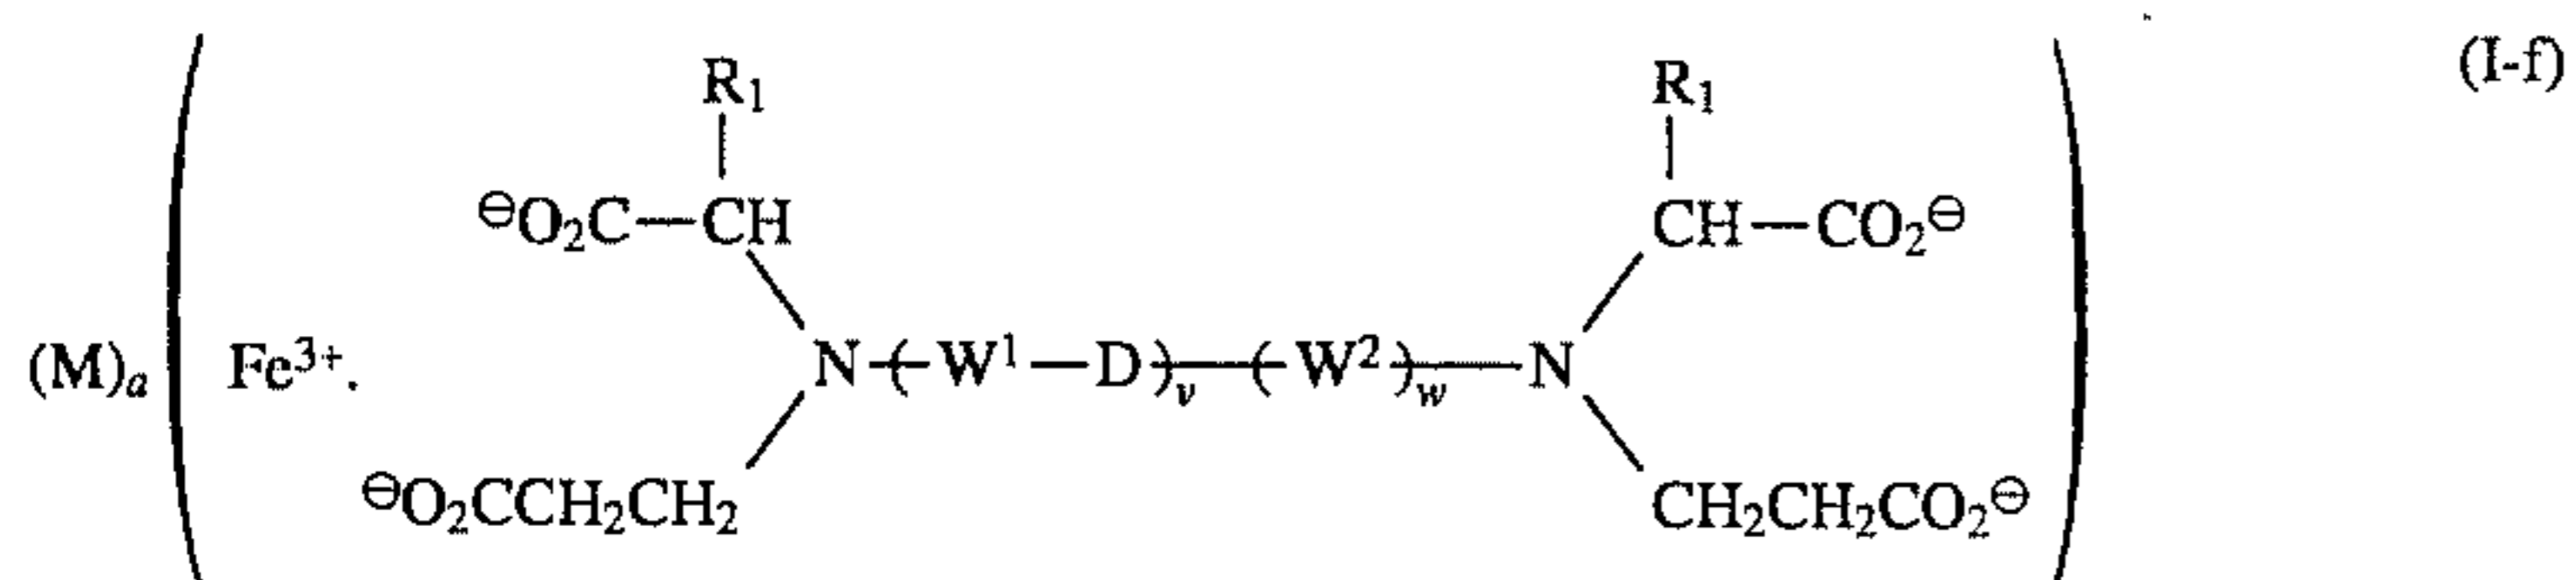 R₁ R₁ (I-f)
⊖O₂C—CH CH—CO₂⊖
(M)ₐ ( Fe³⁺. N—(W¹—D)ᵥ—(W²)w—N )
⊖O₂CCH₂CH₂ CH₂CH₂CO₂⊖